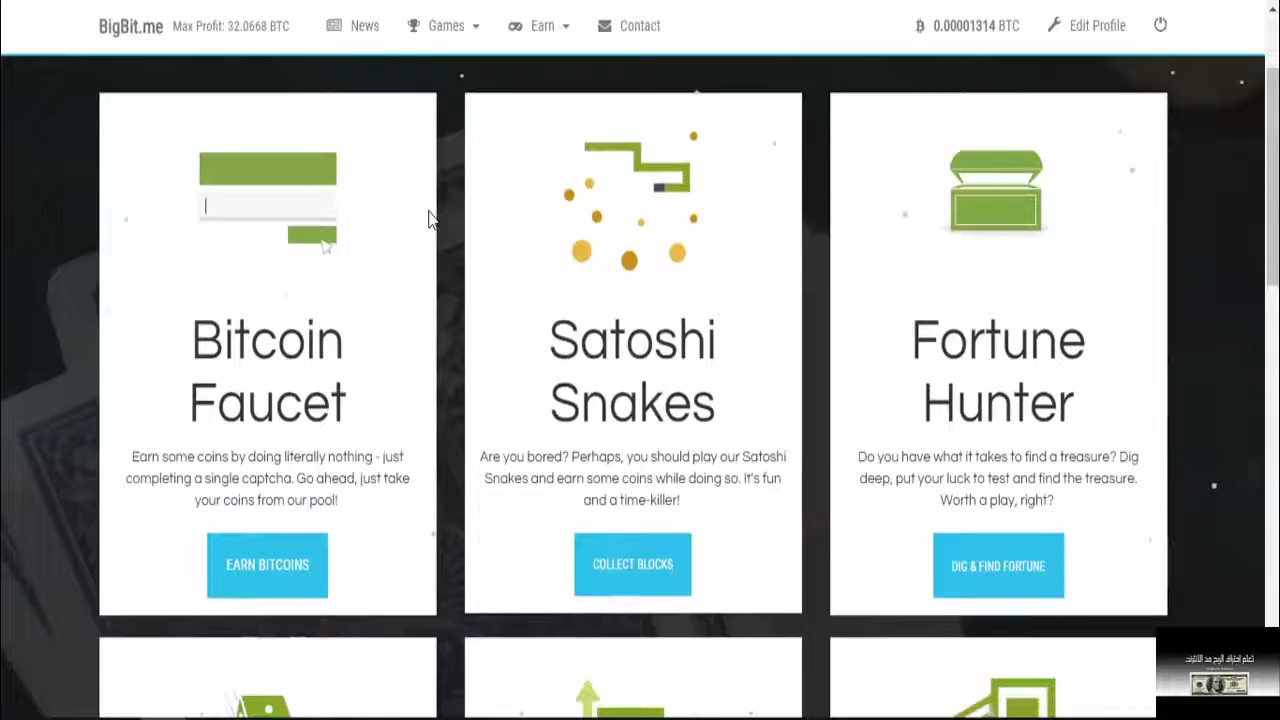 BigBit.me Max Profit: 32.0668 BTC News Games Earn Contact 0.00001314 BTC Edit Profile
Bitcoin
Faucet
Earn some coins by doing literally nothing - just
completing a single captcha. Go ahead, just take
your coins from our pool!
EARN BITCOINS
Satoshi
Snakes
Are you bored? Perhaps, you should play our Satoshi
Snakes and earn some coins while doing so. It's fun
and a time-killer!
COLLECT BLOCKS
Fortune
Hunter
Do you have what it takes to find a treasure? Dig
deep, put your luck to test and find the treasure.
Worth a play, right?
DIG & FIND FORTUNE